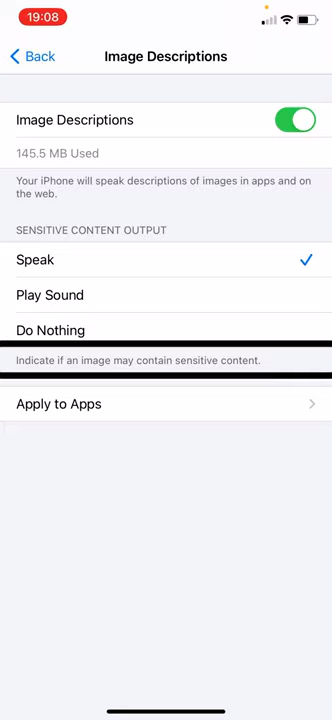 19:08
Back
Image Descriptions
Image Descriptions
145.5 MB Used
Your iPhone will speak descriptions of images in apps and on
the web.
SENSITIVE CONTENT OUTPUT
Speak
Play Sound
Do Nothing
Indicate if an image may contain sensitive content.
Apply to Apps